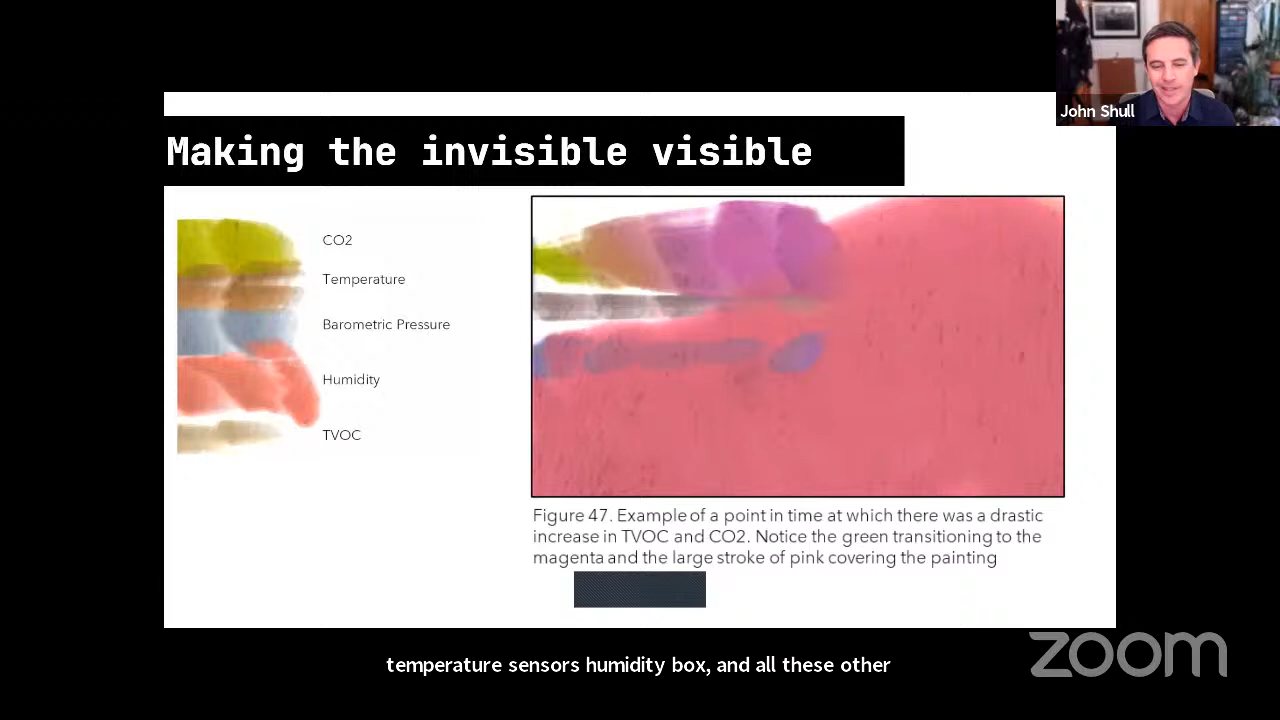 John Shull
Making the invisible visible
CO2
Temperature
Barometric Pressure
Humidity
TVOC
Figure 47. Example of a point in time at which there was a drastic
increase in TVOC and CO2. Notice the green transitioning to the
magenta and the large stroke of pink covering the painting
temperature sensors humidity box, and all these other
zoom